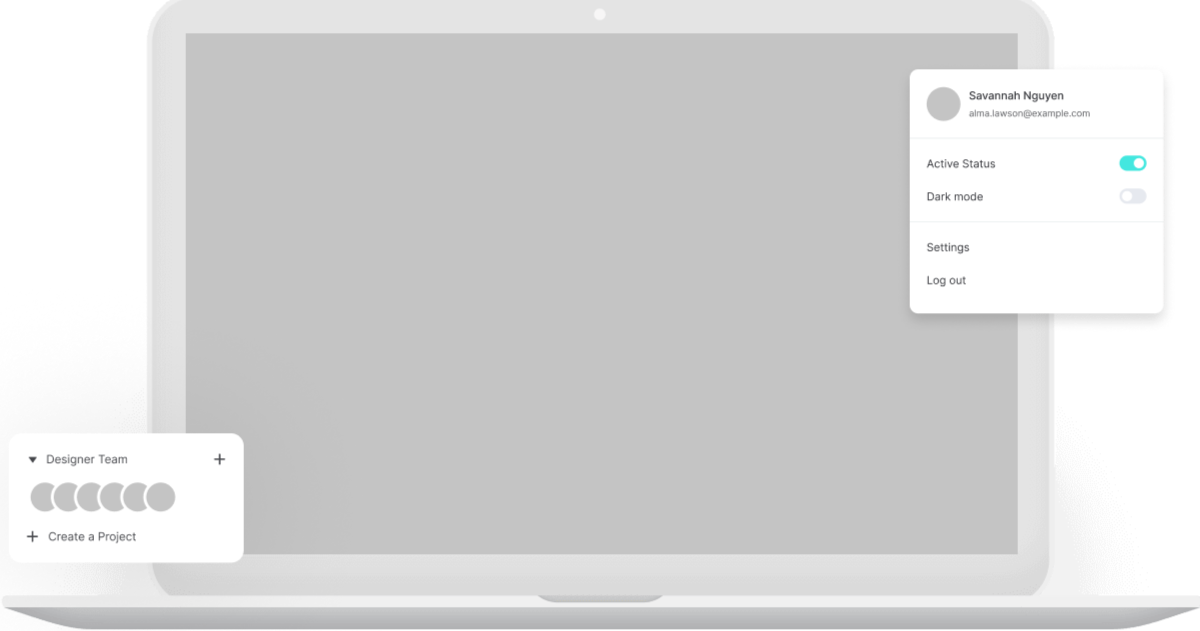 Savannah Nguyen
alma.lawson@example.com
Active Status
Dark mode
Settings
Log out
Designer Team
Create a Project